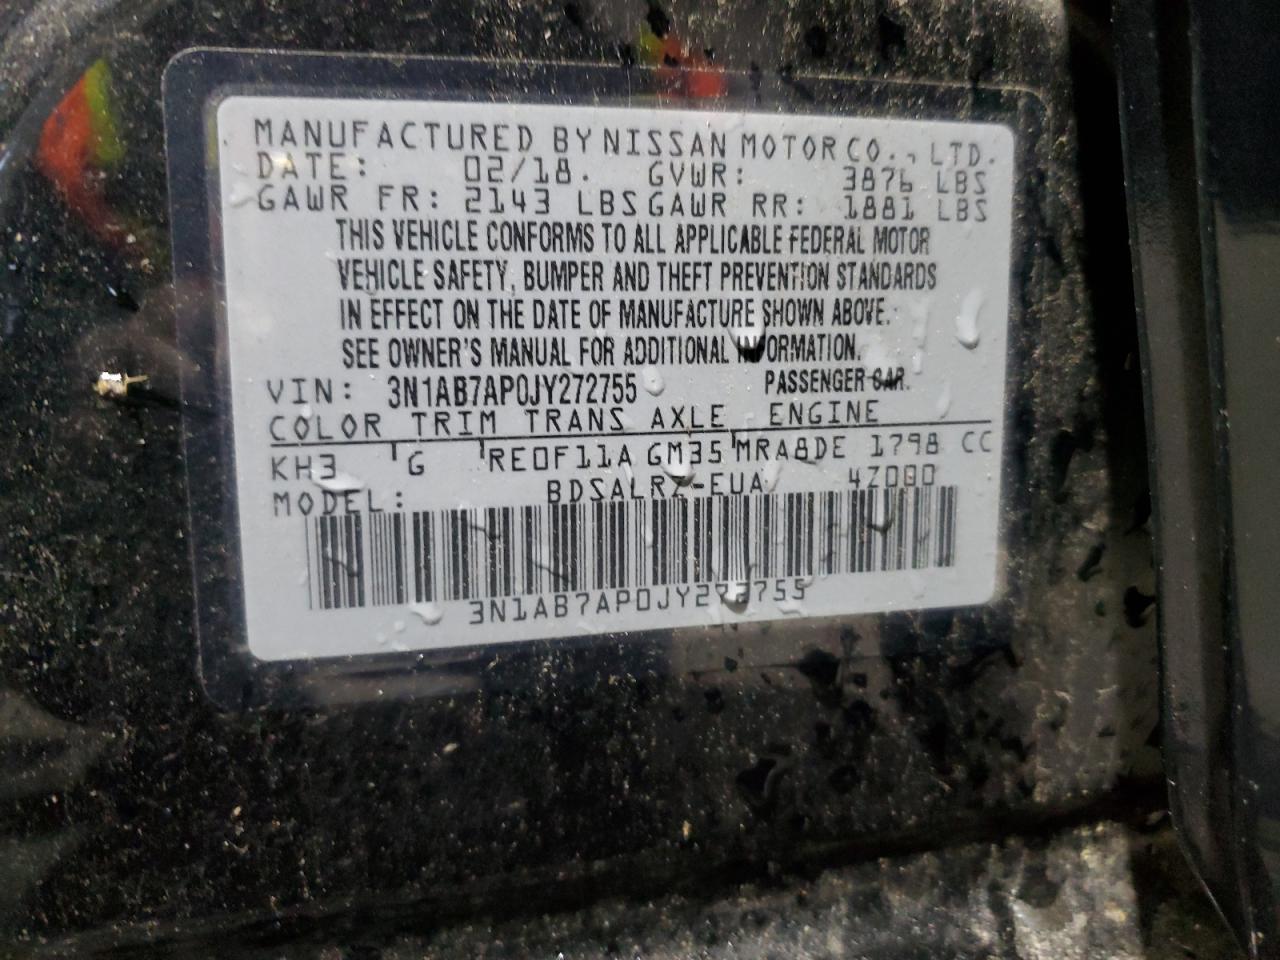 MANUFACTURED BY NISSAN MOTOR CO., LTD.
DATE: 02/18. GVWR: 3876 LBS
GAWR FR: 2143 LBS GAWR RR: 1881 LBS
THIS VEHICLE CONFORMS TO ALL APPLICABLE FEDERAL MOTOR
VEHICLE SAFETY, BUMPER AND THEFT PREVENTION STANDARDS
IN EFFECT ON THE DATE OF MANUFACTURE SHOWN ABOVE.
SEE OWNER'S MANUAL FOR ADDITIONAL INFORMATION.
VIN: 3N1AB7AP0JY272755 PASSENGER CAR.
COLOR TRIM TRANS AXLE ENGINE
KH3 G RE0F11A GM35 MRA8DE 1798 CC
MODEL: BDSALRZ-EUA 4Z000
3N1AB7AP0JY272755